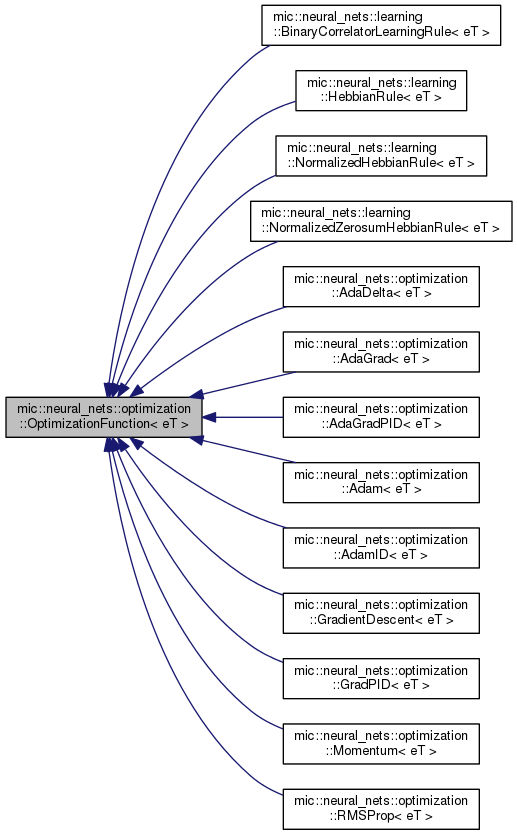 mic::neural_nets::learning
::BinaryCorrelatorLearningRule< eT >
mic::neural_nets::learning
::HebbianRule< eT >
mic::neural_nets::learning
::NormalizedHebbianRule< eT >
mic::neural_nets::learning
::NormalizedZerosumHebbianRule< eT >
mic::neural_nets::optimization
::AdaDelta< eT >
mic::neural_nets::optimization
::AdaGrad< eT >
mic::neural_nets::optimization
::OptimizationFunction< eT >
mic::neural_nets::optimization
::AdaGradPID< eT >
mic::neural_nets::optimization
::Adam< eT >
mic::neural_nets::optimization
::AdamID< eT >
mic::neural_nets::optimization
::GradientDescent< eT >
mic::neural_nets::optimization
::GradPID< eT >
mic::neural_nets::optimization
::Momentum< eT >
mic::neural_nets::optimization
::RMSProp< eT >